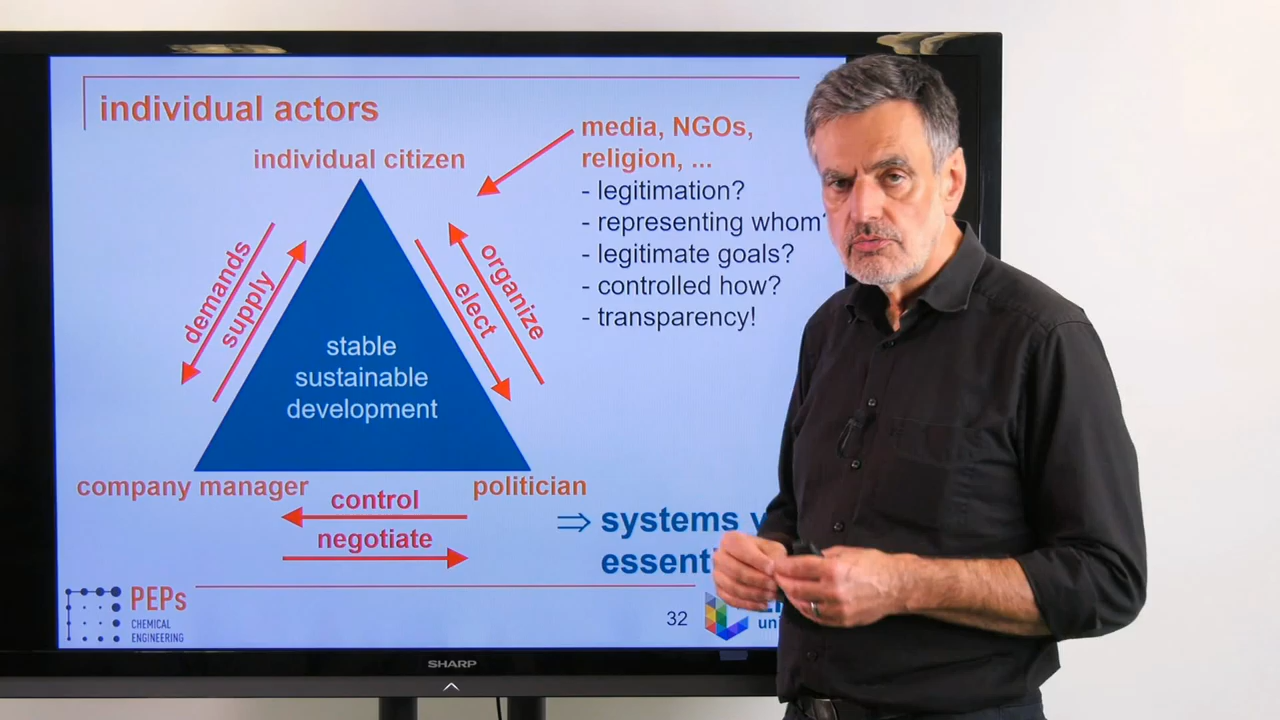 individual actors
individual citizen
media, NGOs,
religion, ...
- legitimation?
- representing whom?
- legitimate goals?
- controlled how?
- transparency!
demands
supply
organize
elect
stable
sustainable
development
company manager
politician
control
negotiate
⇒ systems
PEPs
CHEMICAL
ENGINEERING
32
SHARP